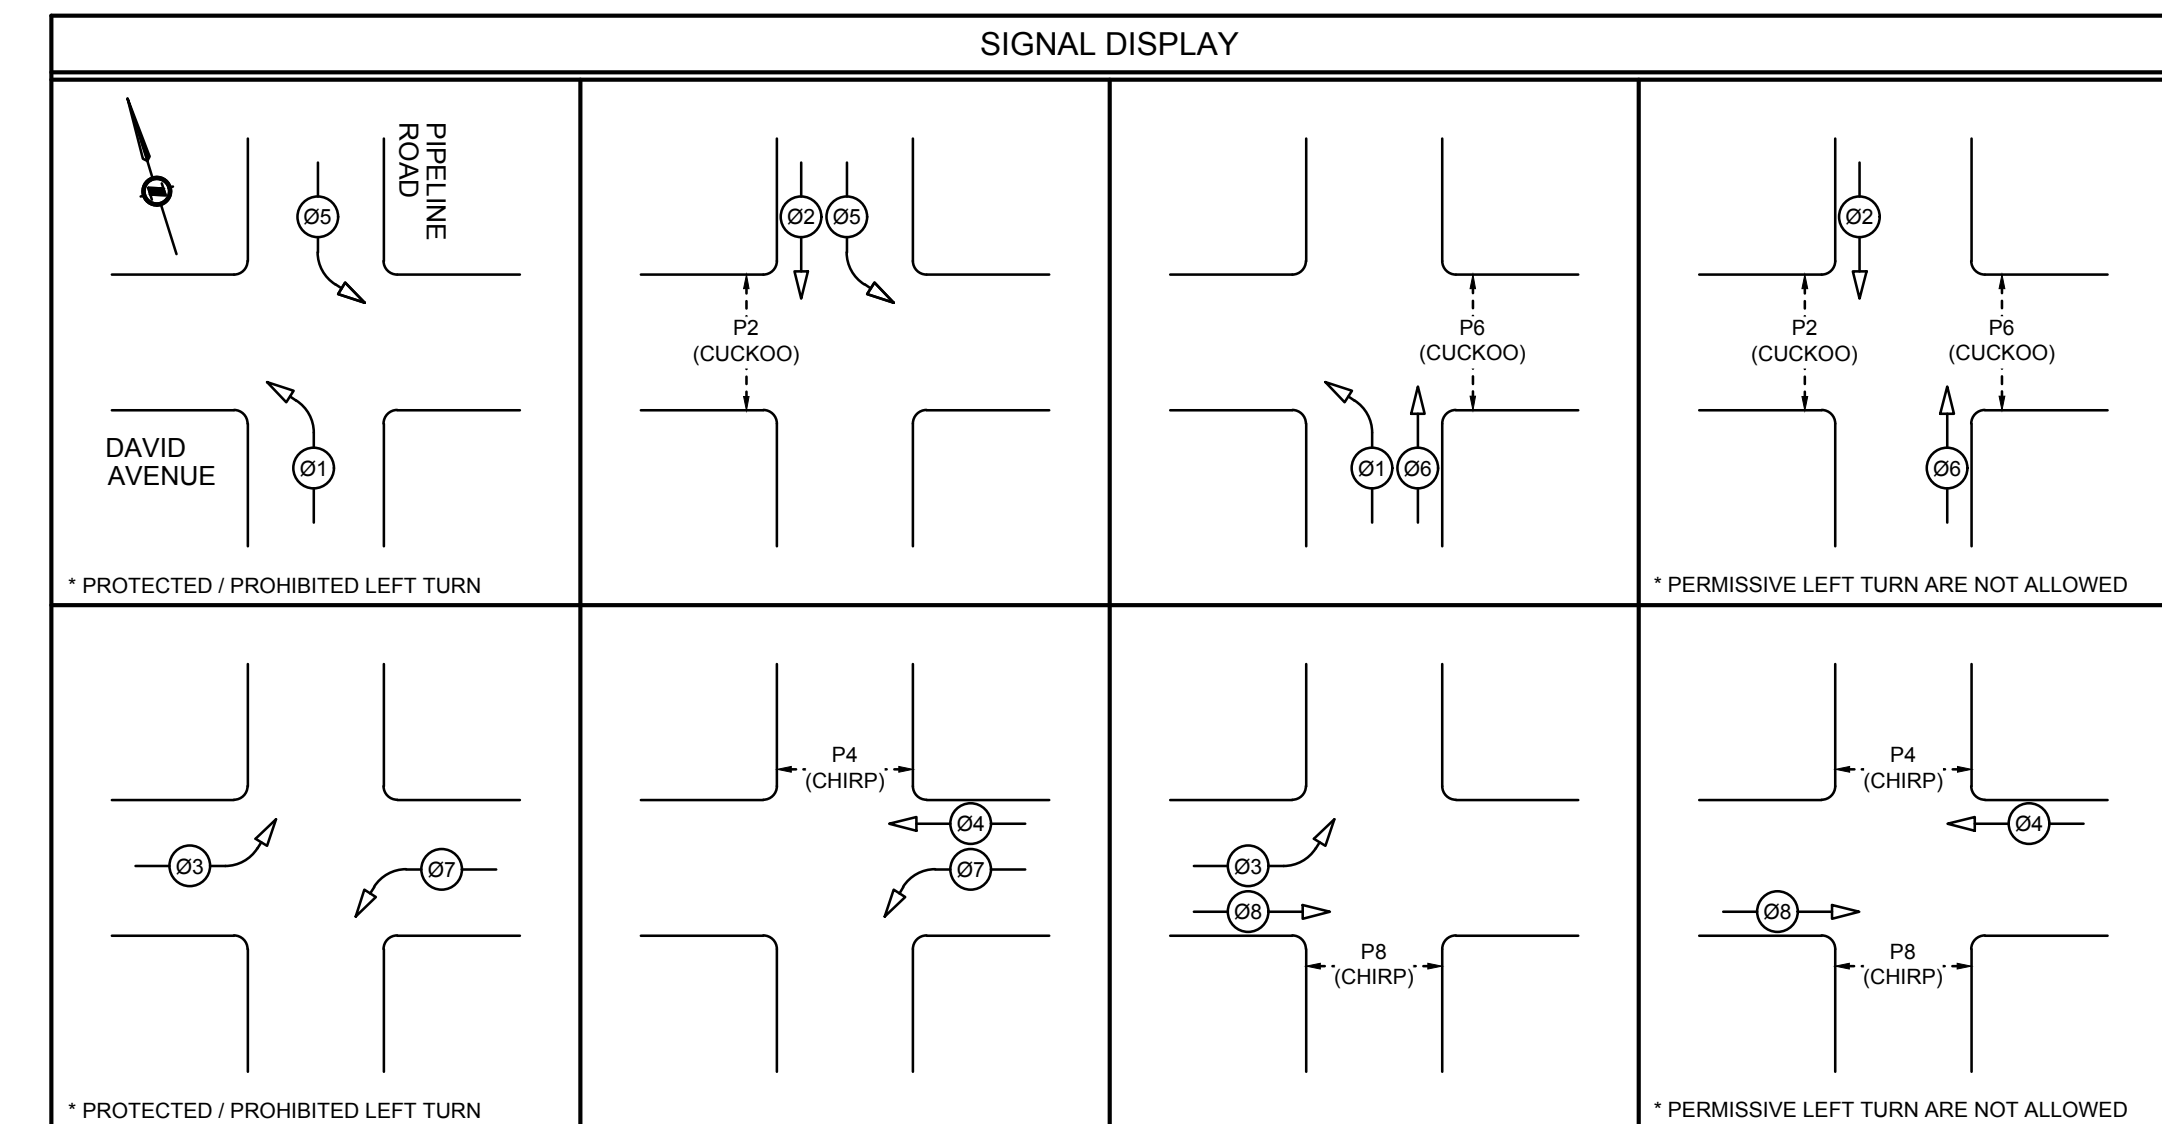 SIGNAL DISPLAY
PIPELINE
ROAD
Ø5
Ø1
DAVID
AVENUE
* PROTECTED / PROHIBITED LEFT TURN
Ø2
Ø5
P2
(CUCKOO)
P6
(CUCKOO)
Ø1
Ø6
Ø2
P2
(CUCKOO)
P6
(CUCKOO)
Ø6
* PERMISSIVE LEFT TURN ARE NOT ALLOWED
Ø3
Ø7
* PROTECTED / PROHIBITED LEFT TURN
P4
(CHIRP)
Ø4
Ø7
Ø3
Ø8
P8
(CHIRP)
P4
(CHIRP)
Ø4
Ø8
P8
(CHIRP)
* PERMISSIVE LEFT TURN ARE NOT ALLOWED